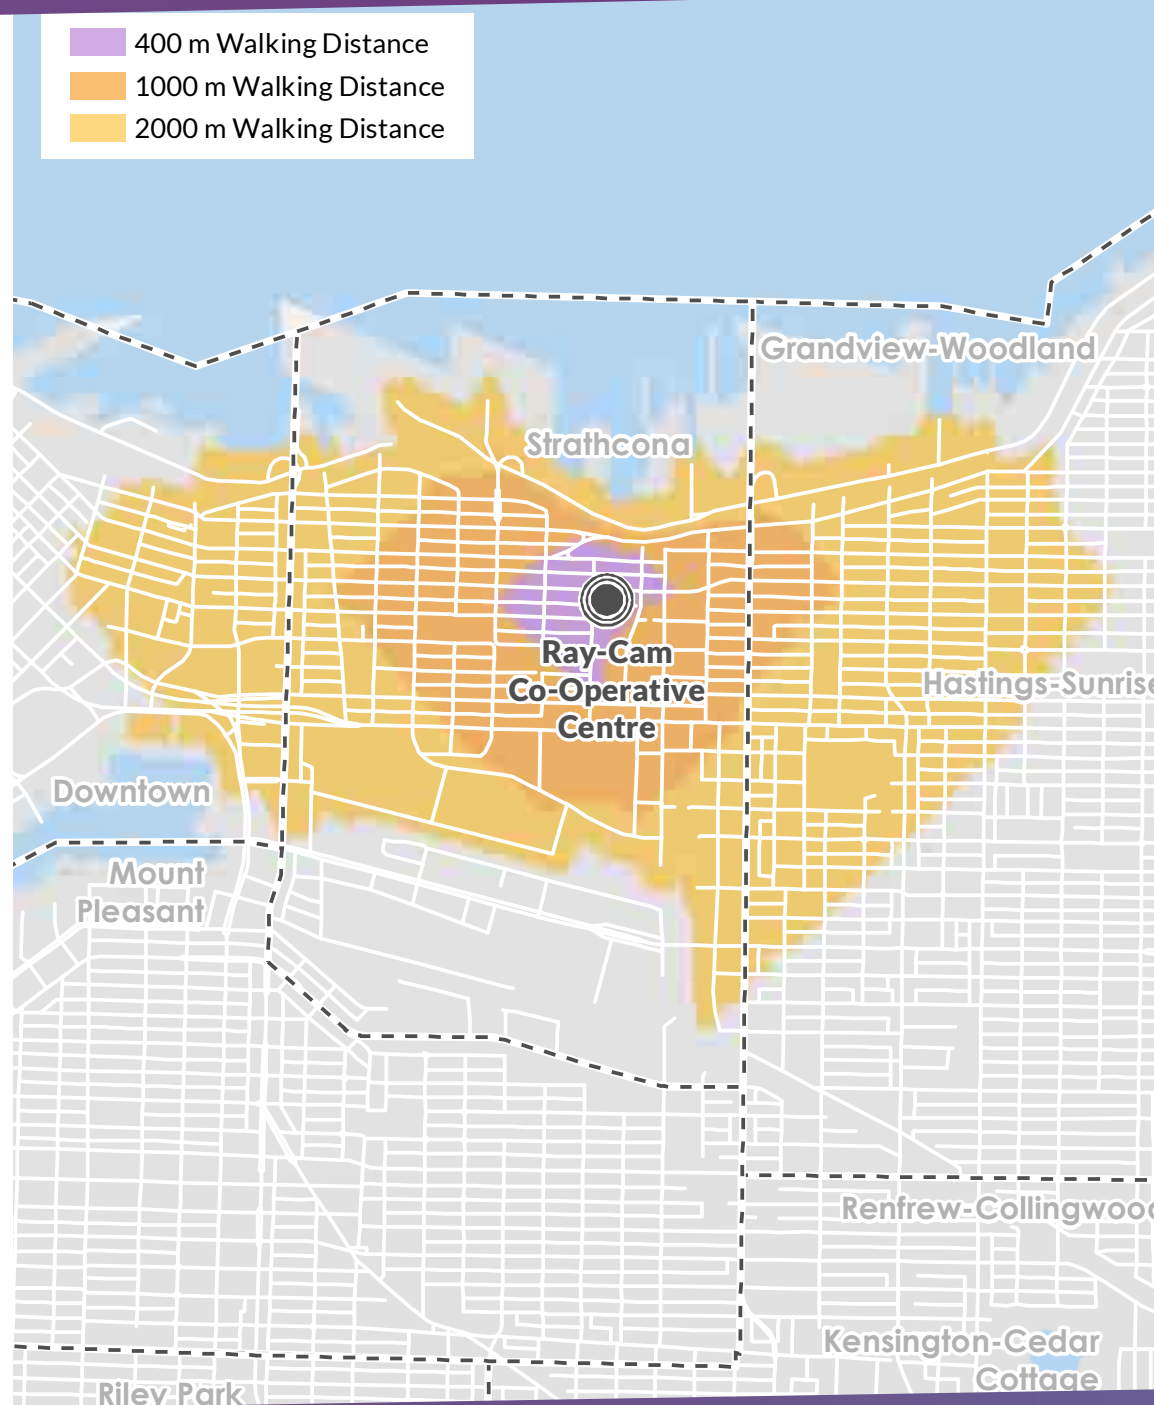 400 m Walking Distance
1000 m Walking Distance
2000 m Walking Distance
Grandview-Woodland
Strathcona
Ray-Cam
Co-Operative
Centre
Hastings-Sunrise
Downtown
Mount
Pleasant
Renfrew-Collingwood
Kensington-Cedar
Cottage
Riley Park